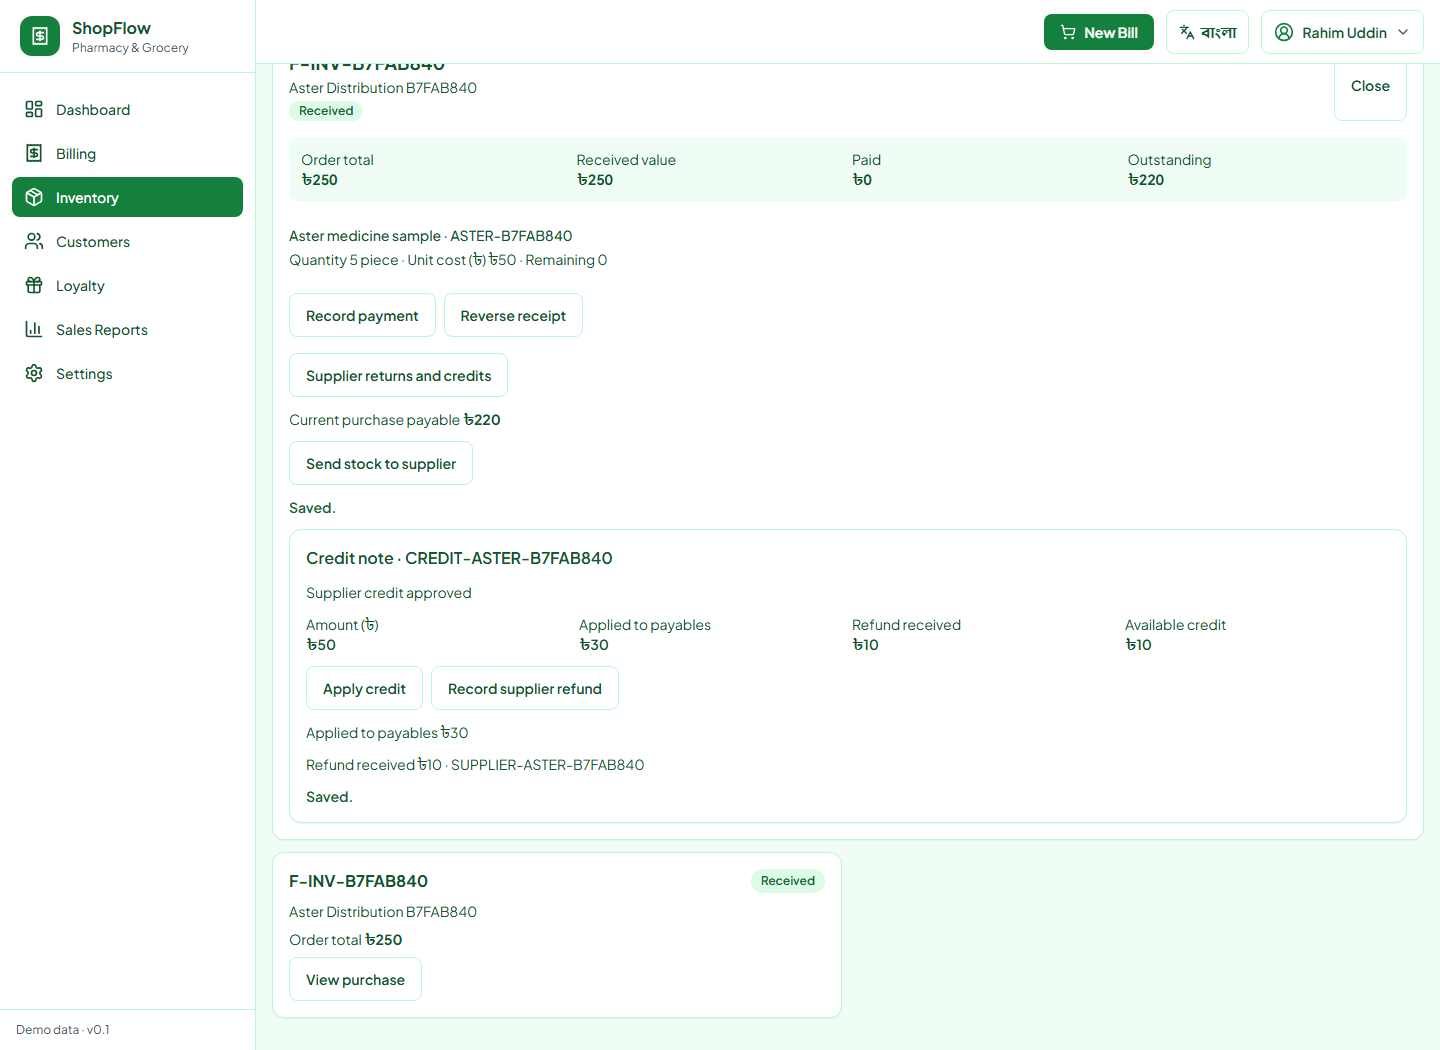 ShopFlow
Pharmacy & Grocery
New Bill
বাংলা
Rahim Uddin
Dashboard
Billing
Inventory
Customers
Loyalty
Sales Reports
Settings
Demo data · v0.1
F-INV-B7FAB840
Aster Distribution B7FAB840
Received
Close
Order total
Received value
Paid
Outstanding
৳250
৳250
৳0
৳220
Aster medicine sample · ASTER-B7FAB840
Quantity 5 piece · Unit cost (৳) ৳50 · Remaining 0
Record payment
Reverse receipt
Supplier returns and credits
Current purchase payable ৳220
Send stock to supplier
Saved.
Credit note · CREDIT-ASTER-B7FAB840
Supplier credit approved
Amount (৳)
Applied to payables
Refund received
Available credit
৳50
৳30
৳10
৳10
Apply credit
Record supplier refund
Applied to payables ৳30
Refund received ৳10 · SUPPLIER-ASTER-B7FAB840
Saved.
F-INV-B7FAB840
Received
Aster Distribution B7FAB840
Order total ৳250
View purchase